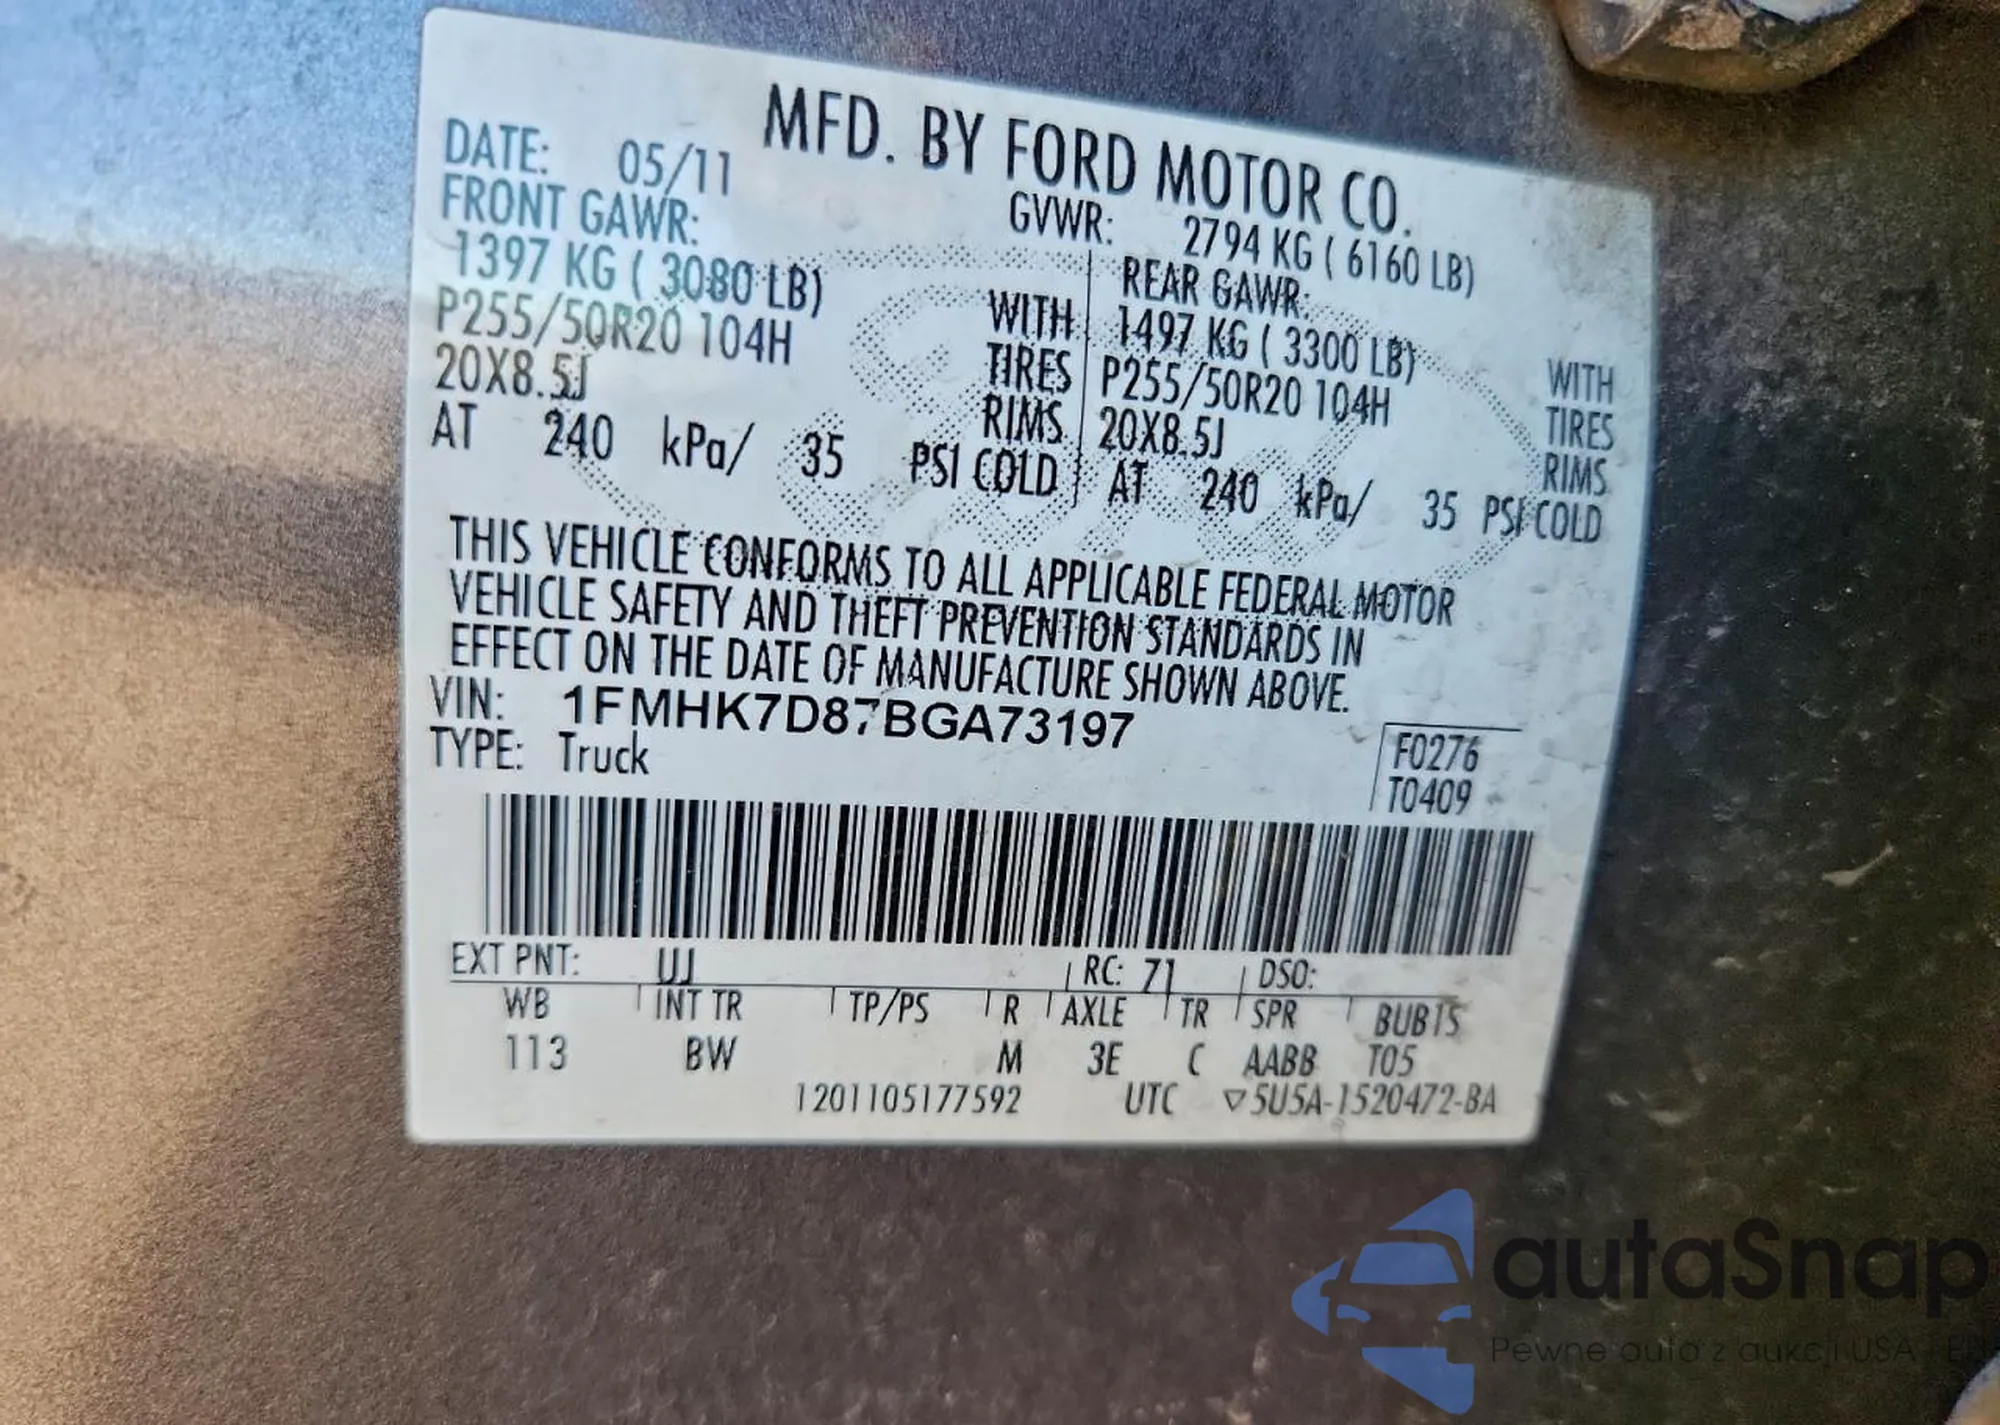 MFD. BY FORD MOTOR CO.
DATE: 05/11 GVWR: 2794 KG ( 6160 LB)
FRONT GAWR: REAR GAWR:
1397 KG ( 3080 LB) WITH 1497 KG ( 3300 LB) WITH
P255/50R20 104H TIRES P255/50R20 104H TIRES
20X8.5J RIMS 20X8.5J RIMS
AT 240 kPa/ 35 PSI COLD AT 240 kPa/ 35 PSI COLD
THIS VEHICLE CONFORMS TO ALL APPLICABLE FEDERAL MOTOR
VEHICLE SAFETY AND THEFT PREVENTION STANDARDS IN
EFFECT ON THE DATE OF MANUFACTURE SHOWN ABOVE.
VIN: 1FMHK7D87BGA73197
TYPE: Truck
F0276
T0409
EXT PNT: UJ RC: 71 DSO:
WB INT TR TP/PS R AXLE TR SPR BUBTS
113 BW M 3E C AABB T05
1201105177592 UTC ▽5U5A-1520472-BA
autaSnap
Pewne auta z aukcji USA